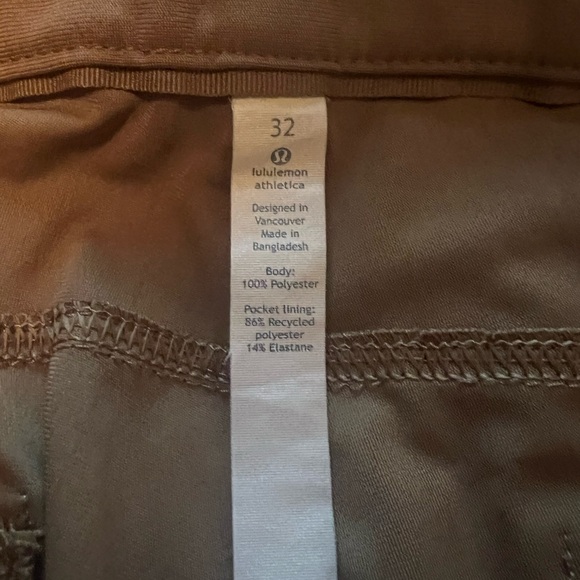 32
lululemon
athletica
Designed in
Vancouver
Made in
Bangladesh
Body:
100% Polyester
Pocket lining:
86% Recycled
polyester
14% Elastane